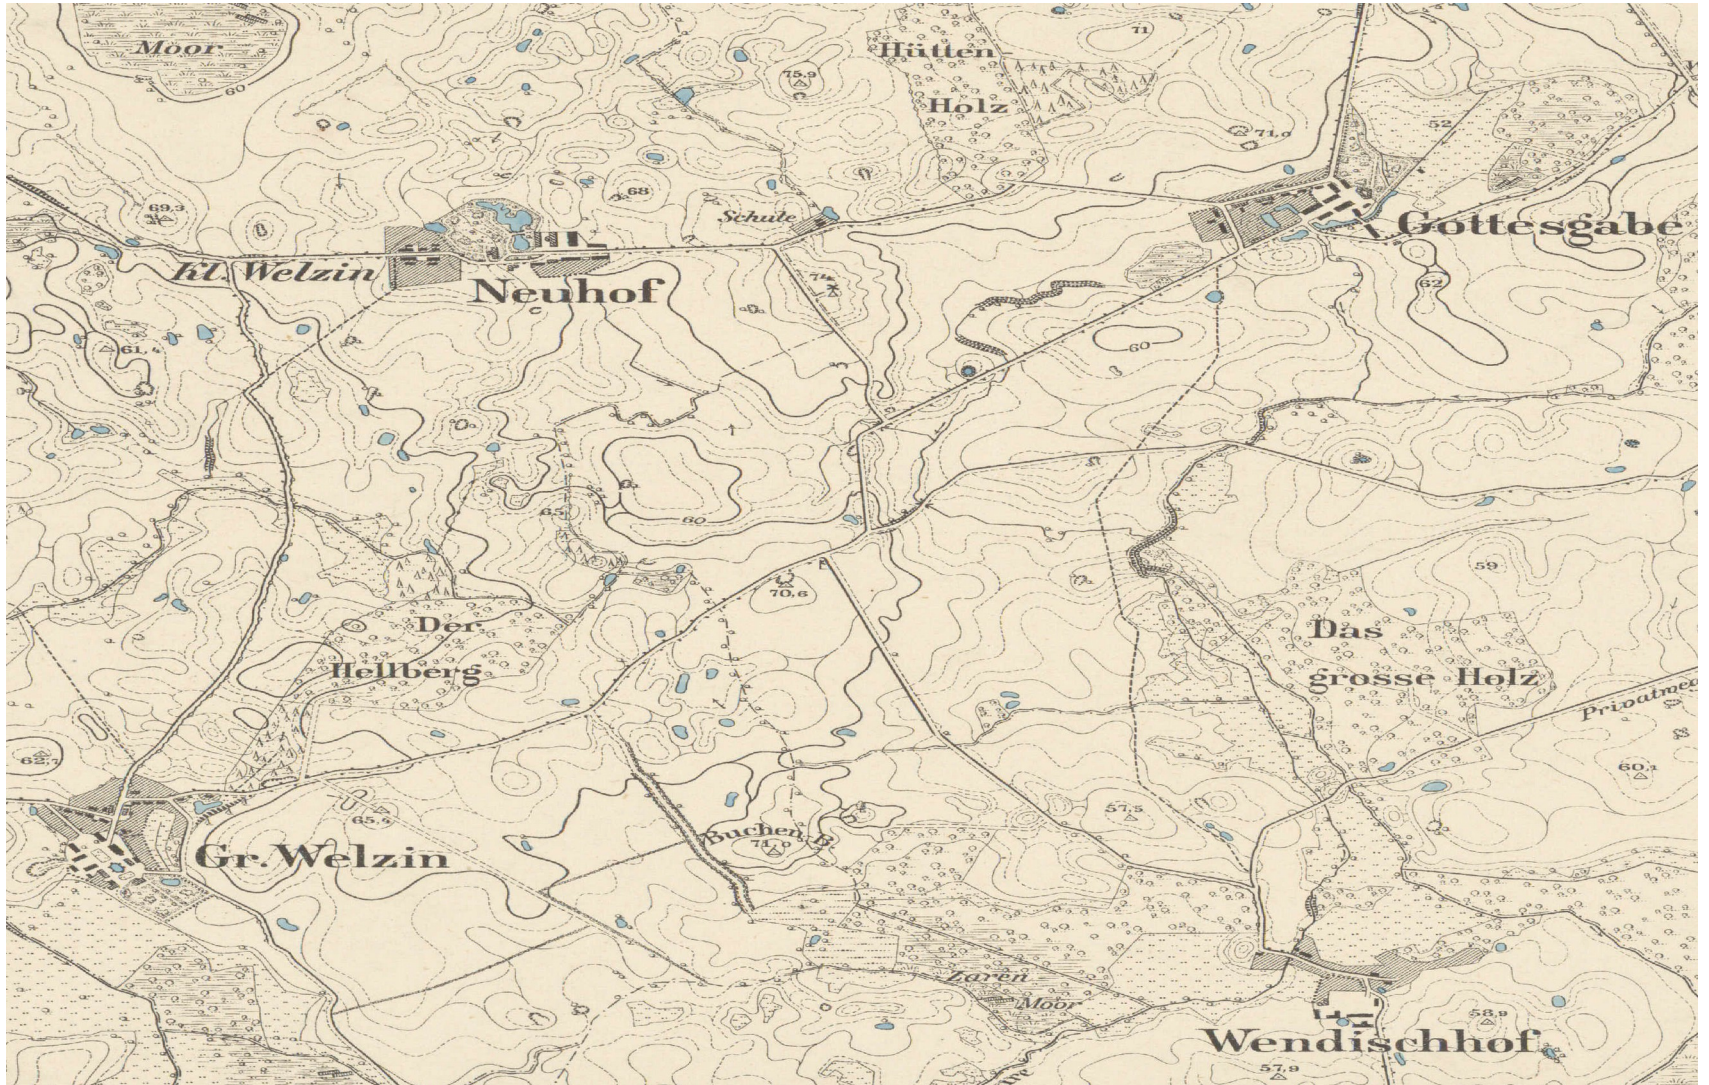 Moor
60
75.9
Hütten
Holz
71
71,0
52
69,3
68
Schule
Gottesgabe
Kl. Welzin
Neuhof
62
61,4
60
65
60
70,6
59
Der
Hellberg
Das
grosse Holz
62,7
60,1
57,5
65,4
Buchen B.
71,0
Gr. Welzin
Zaren
Moor
58,9
Wendischhof
57,9